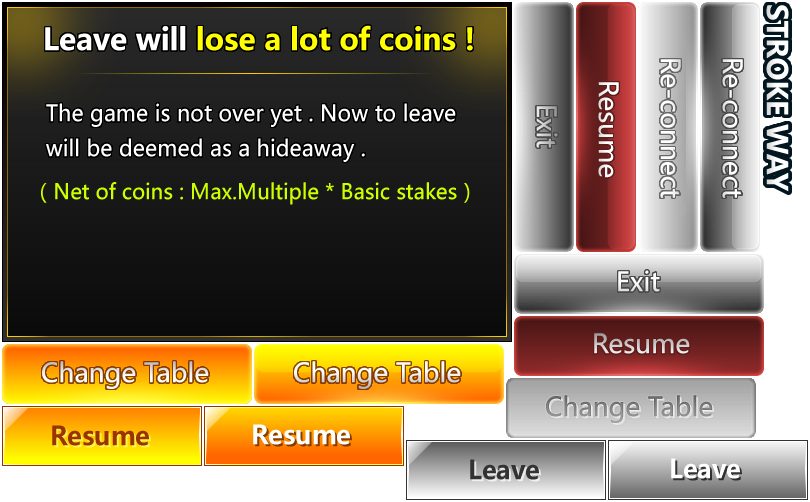 Leave will lose a lot of coins !
The game is not over yet . Now to leave
will be deemed as a hideaway .
( Net of coins : Max.Multiple * Basic stakes )
Exit
Resume
Re-connect
Re-connect
STROKE WAY
Exit
Resume
Change Table
Change Table
Change Table
Resume
Resume
Leave
Leave